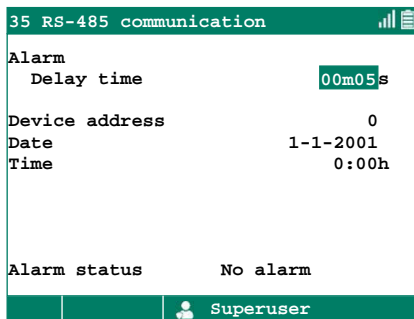 35 RS-485 communication
Alarm
Delay time 00m05s
Device address 0
Date 1-1-2001
Time 0:00h
Alarm status No alarm
Superuser